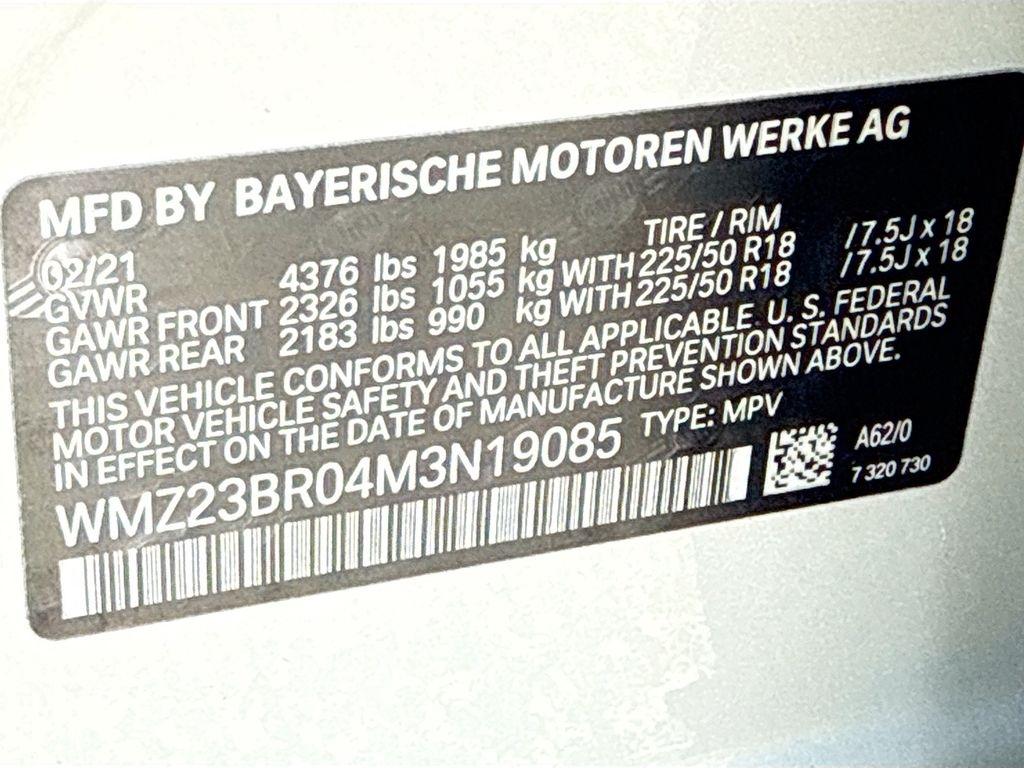 MFD BY BAYERISCHE MOTOREN WERKE AG
02/21 TIRE / RIM
GVWR 4376 lbs 1985 kg
GAWR FRONT 2326 lbs 1055 kg WITH 225/50 R18 /7.5J x 18
GAWR REAR 2183 lbs 990 kg WITH 225/50 R18 /7.5J x 18
THIS VEHICLE CONFORMS TO ALL APPLICABLE U. S. FEDERAL
MOTOR VEHICLE SAFETY AND THEFT PREVENTION STANDARDS
IN EFFECT ON THE DATE OF MANUFACTURE SHOWN ABOVE.
WMZ23BR04M3N19085 TYPE: MPV
A62/0
7 320 730